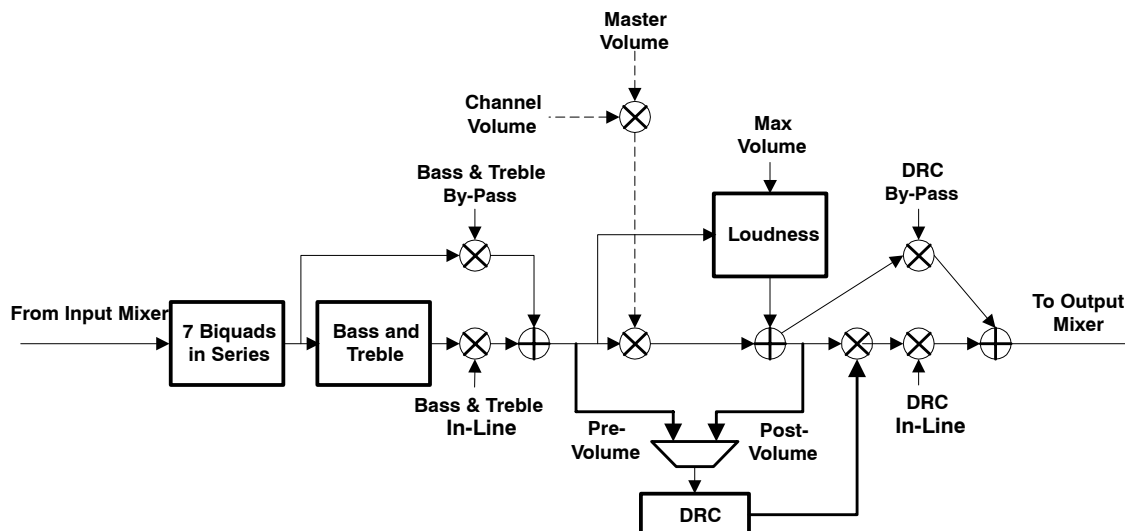 Master
Volume
Channel
Volume
Max
Volume
Bass & Treble
By-Pass
DRC
By-Pass
Loudness
From Input Mixer
7 Biquads
in Series
Bass and
Treble
To Output
Mixer
Bass & Treble
In-Line
DRC
In-Line
Pre-
Volume
Post-
Volume
DRC